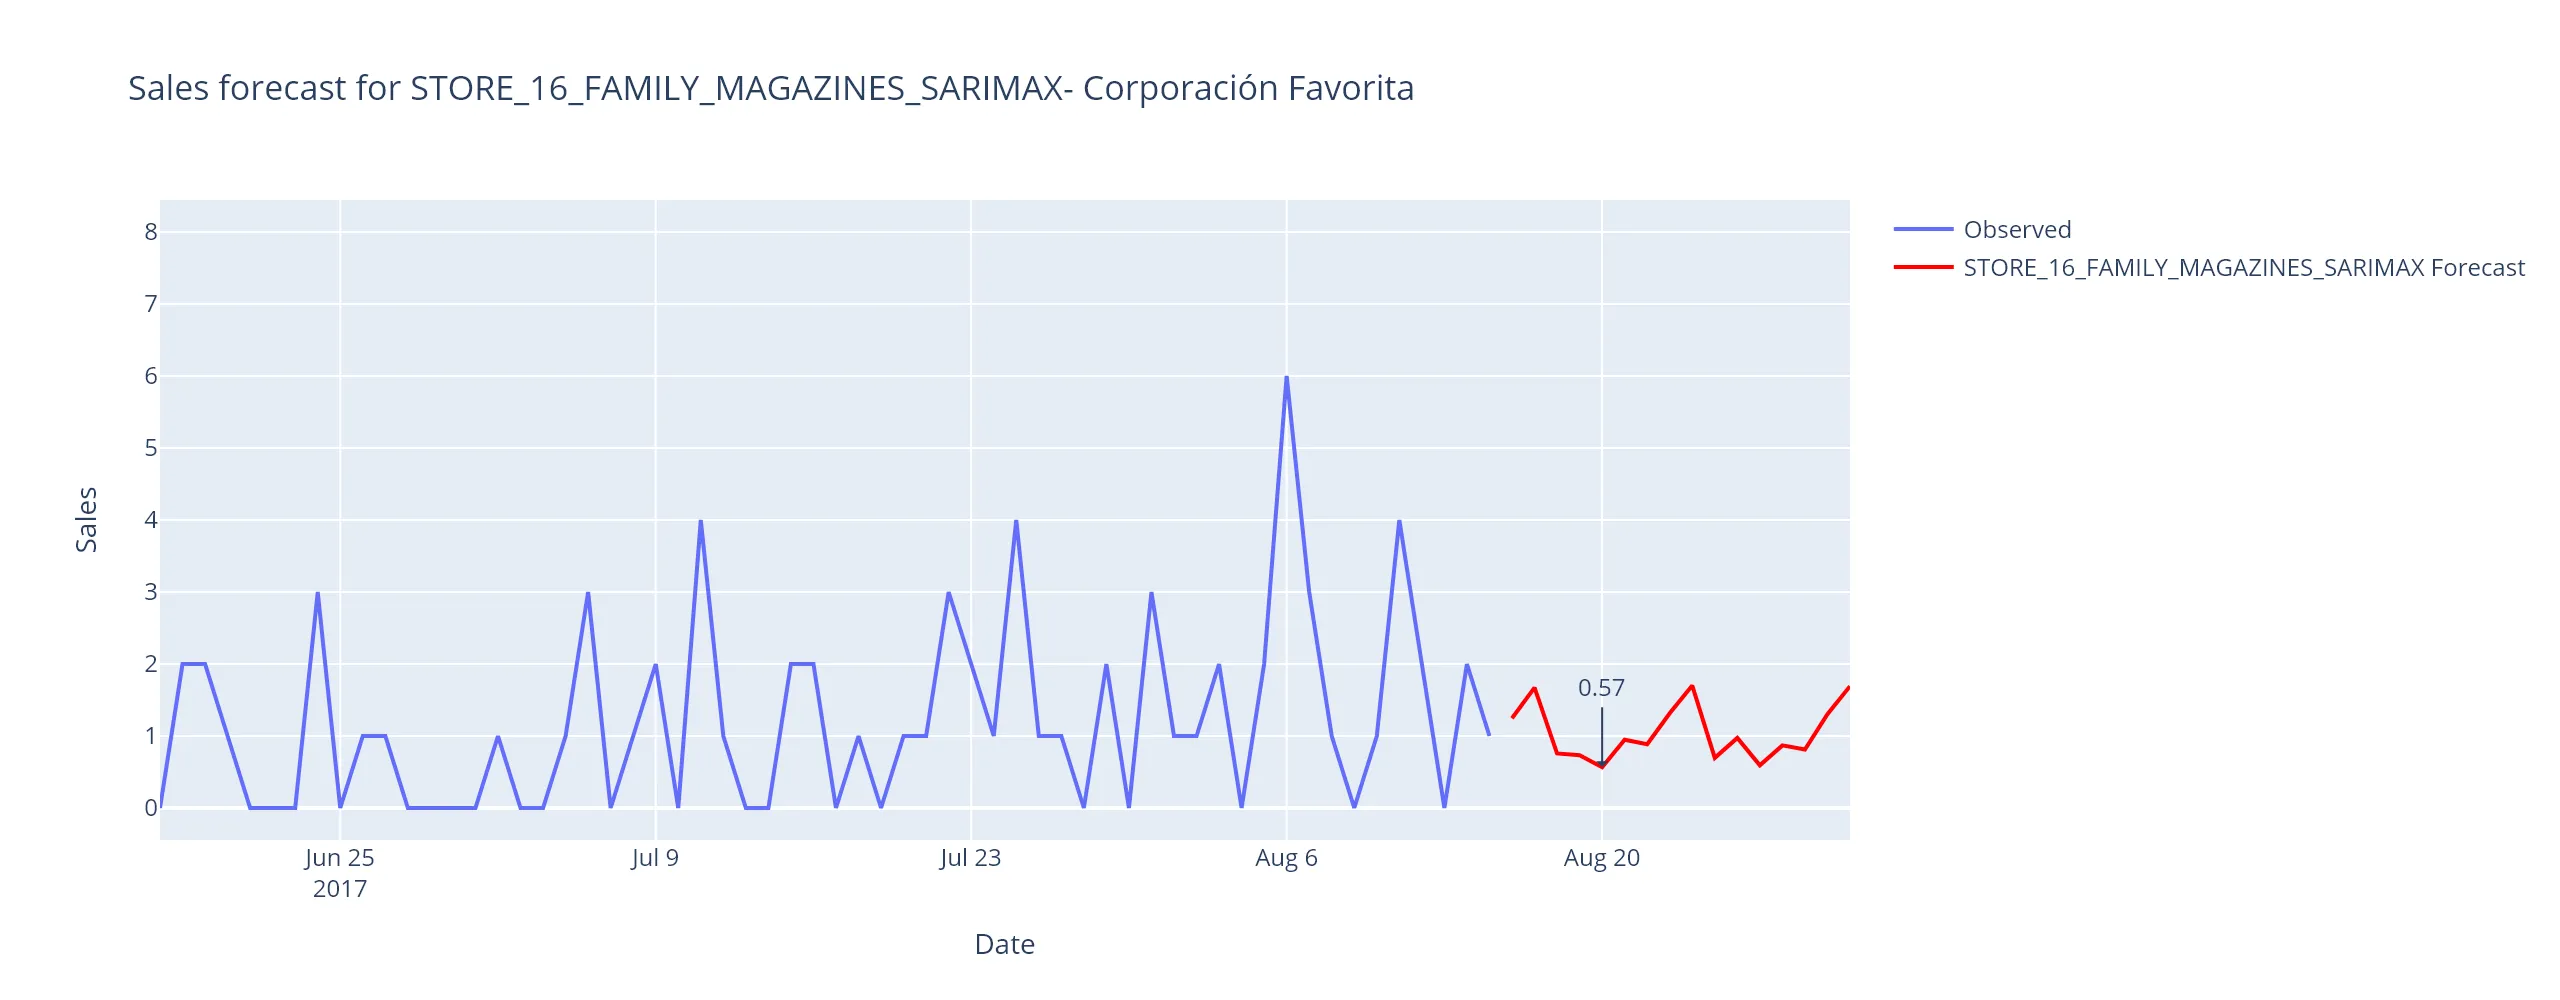 Sales forecast for STORE_16_FAMILY_MAGAZINES_SARIMAX- Corporación Favorita
Observed
STORE_16_FAMILY_MAGAZINES_SARIMAX Forecast
8
7
6
5
4
3
2
1
0
Sales
0.57
Jun 25
2017
Jul 9
Jul 23
Aug 6
Aug 20
Date